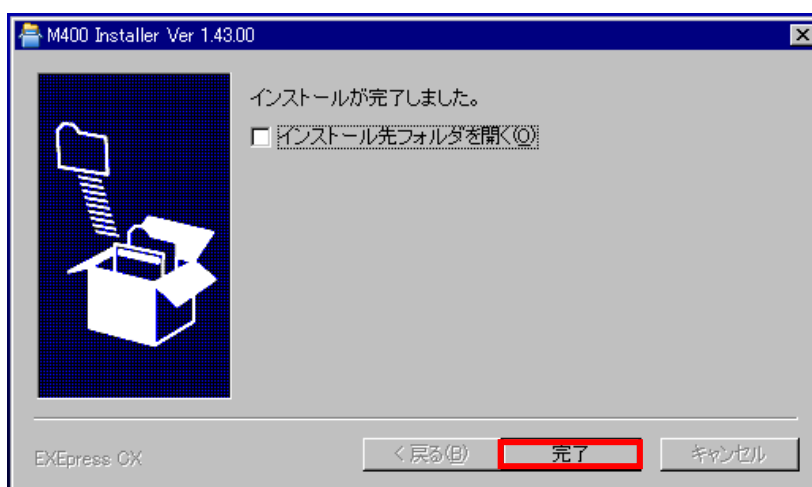 M400 Installer Ver 1.43.00
インストールが完了しました。
インストール先フォルダを開く(O)
EXEpress CX
< 戻る(B)
完了
キャンセル